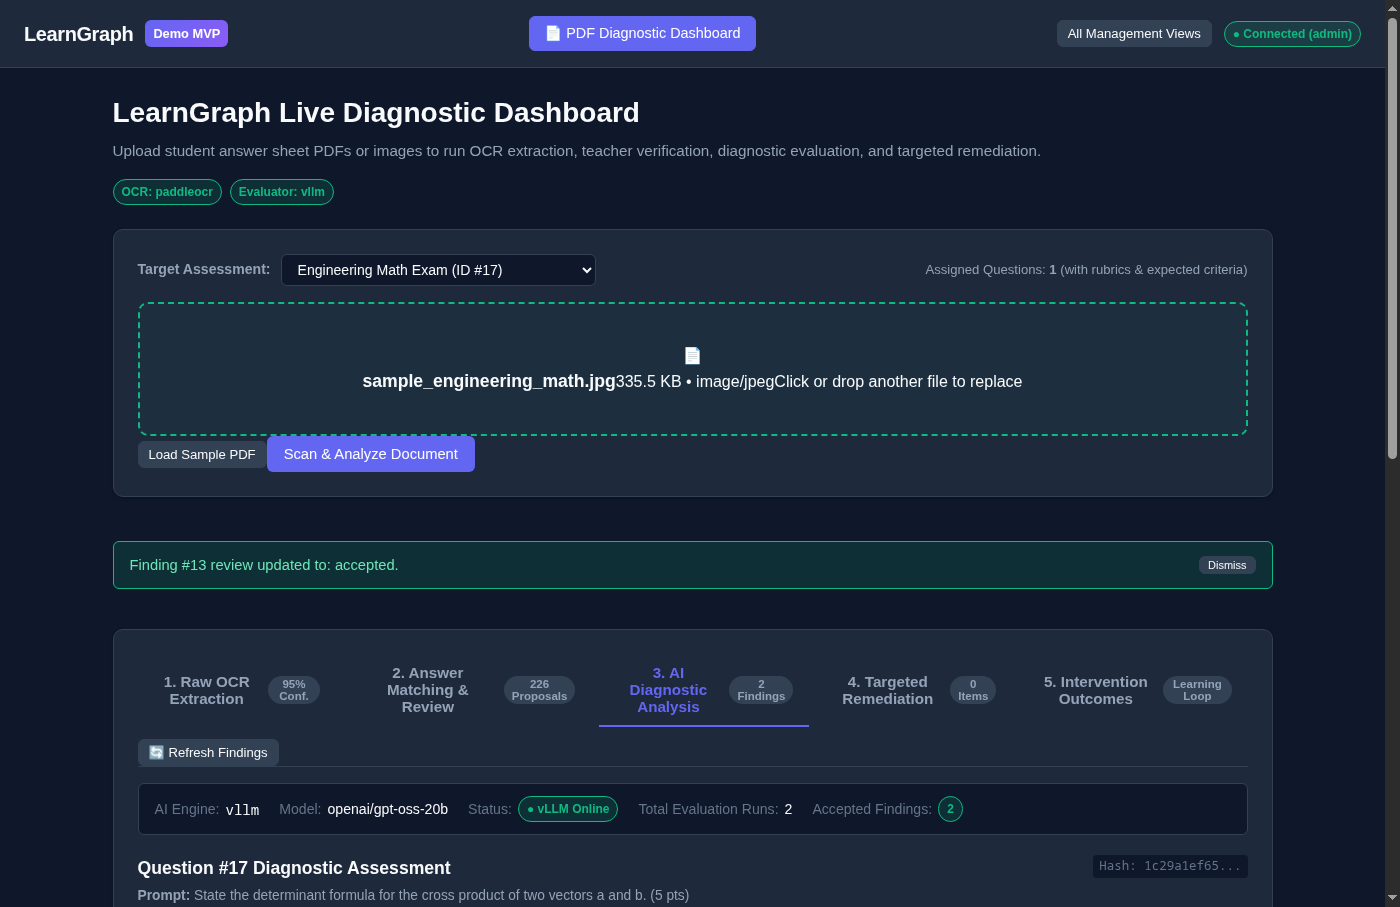 LearnGraph
Demo MVP
📄 PDF Diagnostic Dashboard
All Management Views
● Connected (admin)
LearnGraph Live Diagnostic Dashboard
Upload student answer sheet PDFs or images to run OCR extraction, teacher verification, diagnostic evaluation, and targeted remediation.
OCR: paddleocr
Evaluator: vllm
Target Assessment:
Engineering Math Exam (ID #17)
Assigned Questions: 1 (with rubrics & expected criteria)
📄
sample_engineering_math.jpg335.5 KB • image/jpegClick or drop another file to replace
Load Sample PDF
Scan & Analyze Document
Finding #13 review updated to: accepted.
Dismiss
1. Raw OCR
Extraction
95%
Conf.
2. Answer
Matching &
Review
226
Proposals
3. AI
Diagnostic
Analysis
2
Findings
4. Targeted
Remediation
0
Items
5. Intervention
Outcomes
Learning
Loop
🔄 Refresh Findings
AI Engine: vllm
Model: openai/gpt-oss-20b
Status: ● vLLM Online
Total Evaluation Runs: 2
Accepted Findings: 2
Question #17 Diagnostic Assessment
Hash: 1c29a1ef65...
Prompt: State the determinant formula for the cross product of two vectors a and b. (5 pts)